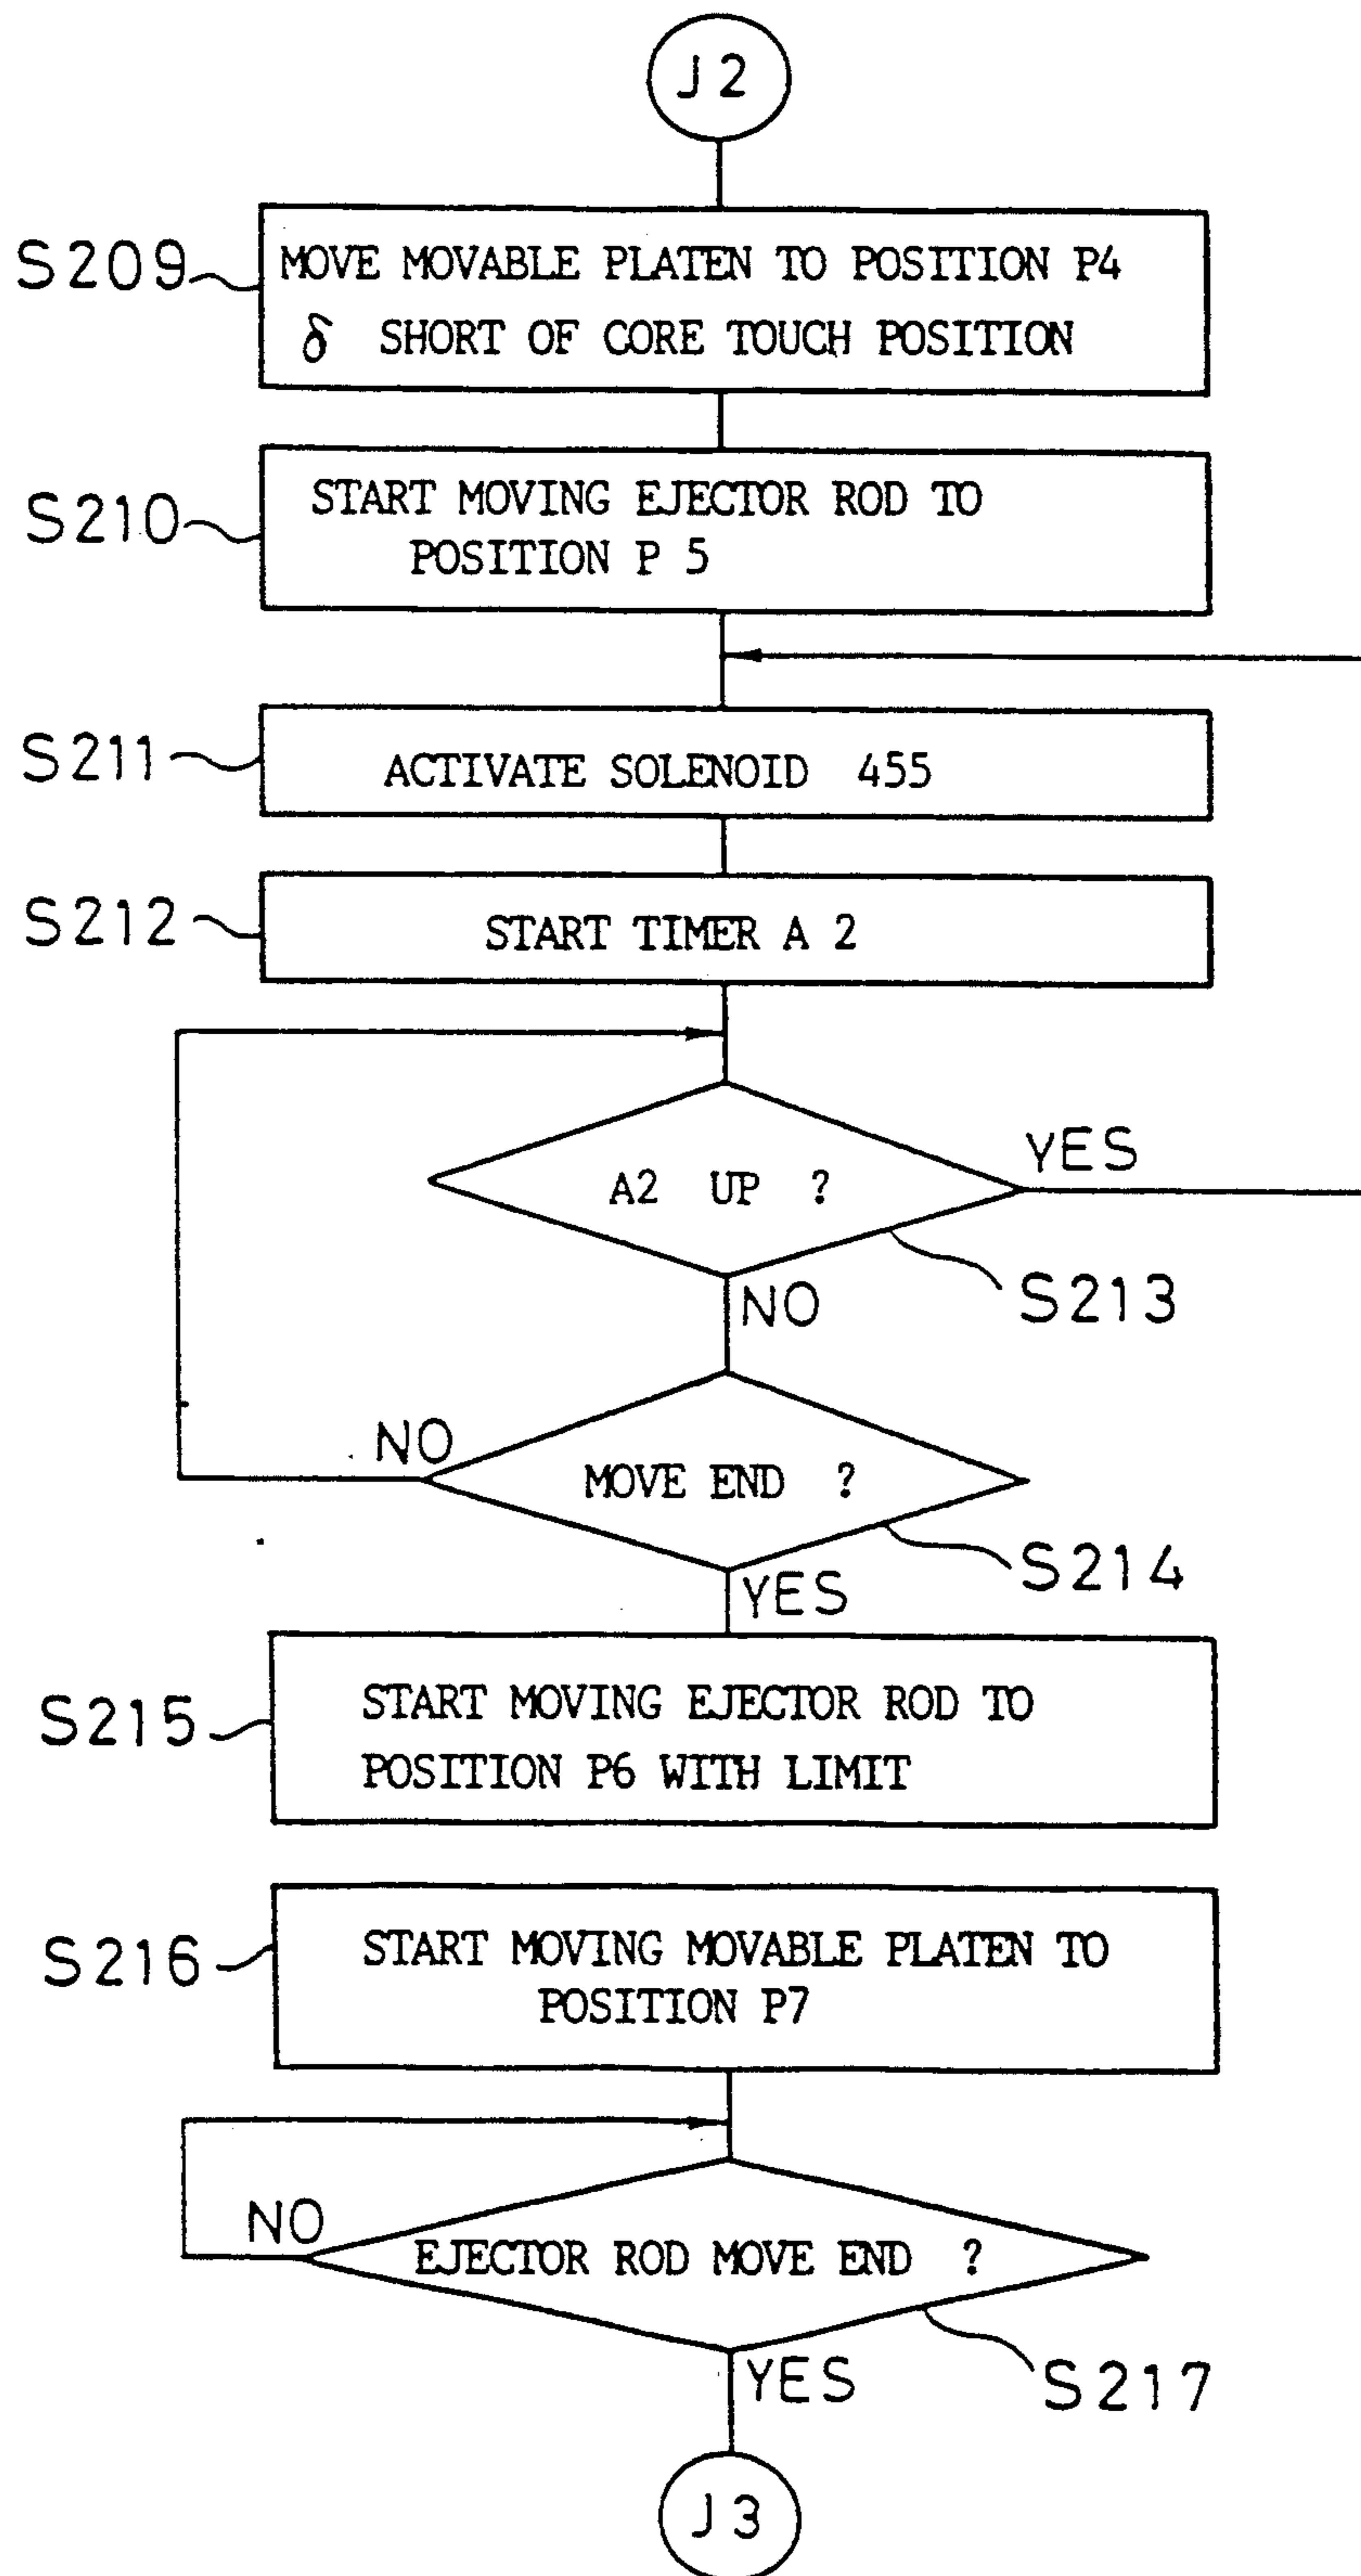 J2
S209
MOVE MOVABLE PLATEN TO POSITION P4
δ SHORT OF CORE TOUCH POSITION
S210
START MOVING EJECTOR ROD TO
POSITION P 5
S211
ACTIVATE SOLENOID 455
S212
START TIMER A 2
A2 UP ?
YES
S213
NO
MOVE END ?
NO
S214
YES
S215
START MOVING EJECTOR ROD TO
POSITION P6 WITH LIMIT
S216
START MOVING MOVABLE PLATEN TO
POSITION P7
NO
EJECTOR ROD MOVE END ?
S217
YES
J3